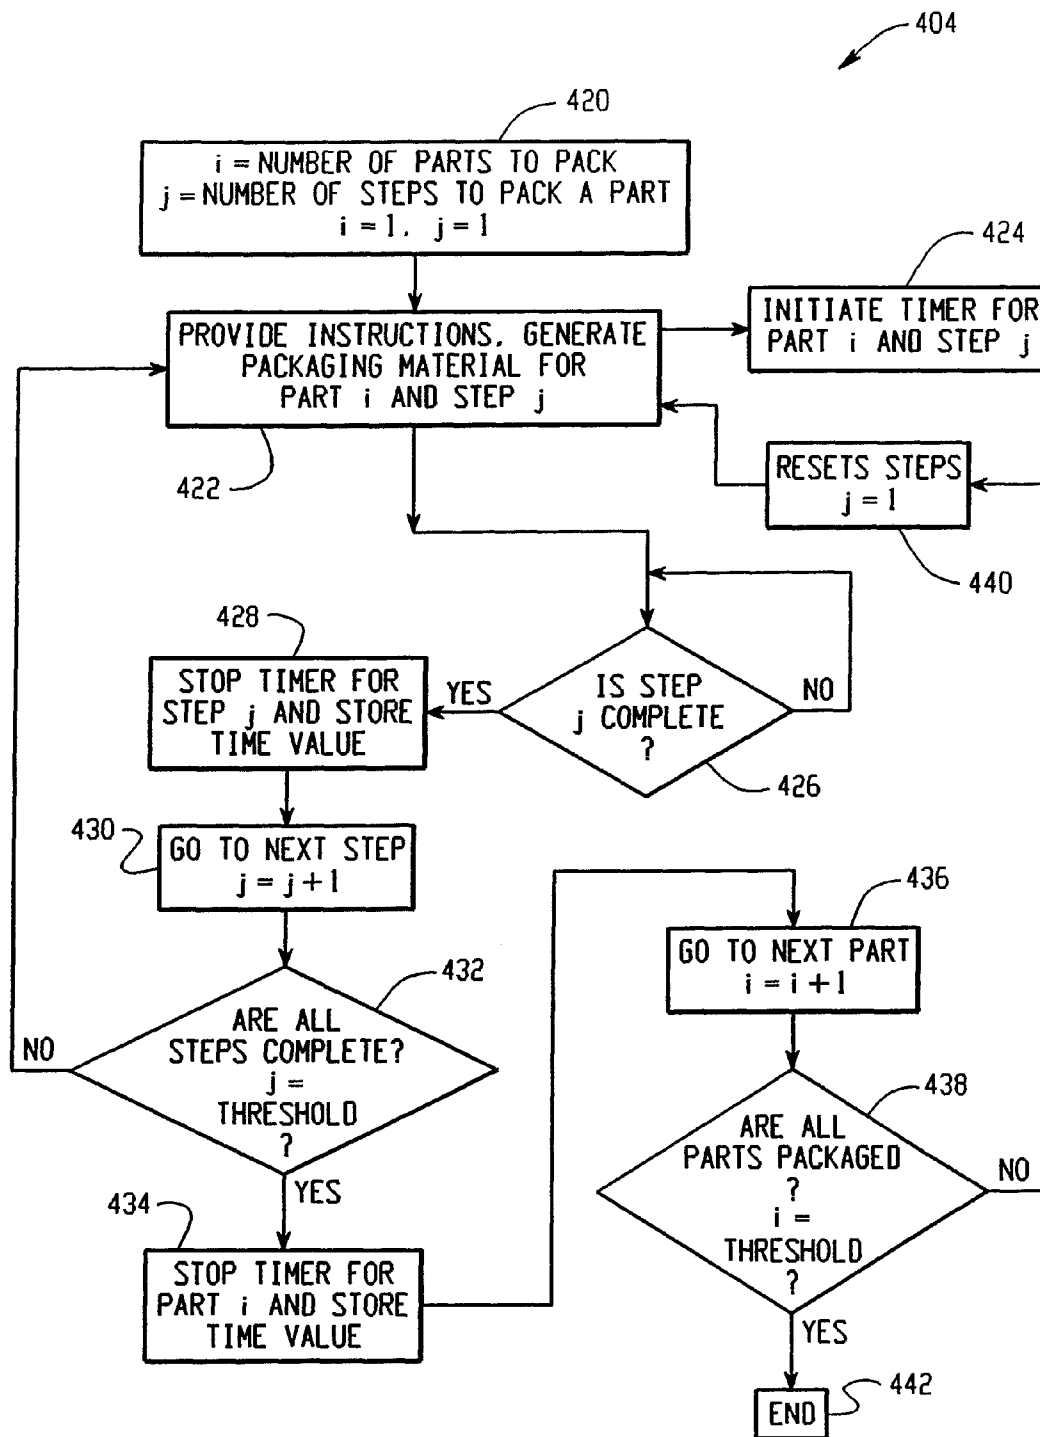 404
420
i = NUMBER OF PARTS TO PACK
j = NUMBER OF STEPS TO PACK A PART
i = 1, j = 1
424
INITIATE TIMER FOR
PART i AND STEP j
PROVIDE INSTRUCTIONS, GENERATE
PACKAGING MATERIAL FOR
PART i AND STEP j
422
RESETS STEPS
j = 1
440
428
STOP TIMER FOR
STEP j AND STORE
TIME VALUE
YES
IS STEP
j COMPLETE
?
NO
426
430
GO TO NEXT STEP
j = j + 1
436
GO TO NEXT PART
i = i + 1
432
ARE ALL
STEPS COMPLETE?
j =
THRESHOLD
?
NO
YES
438
ARE ALL
PARTS PACKAGED
?
i =
THRESHOLD
?
NO
YES
434
STOP TIMER FOR
PART i AND STORE
TIME VALUE
442
END